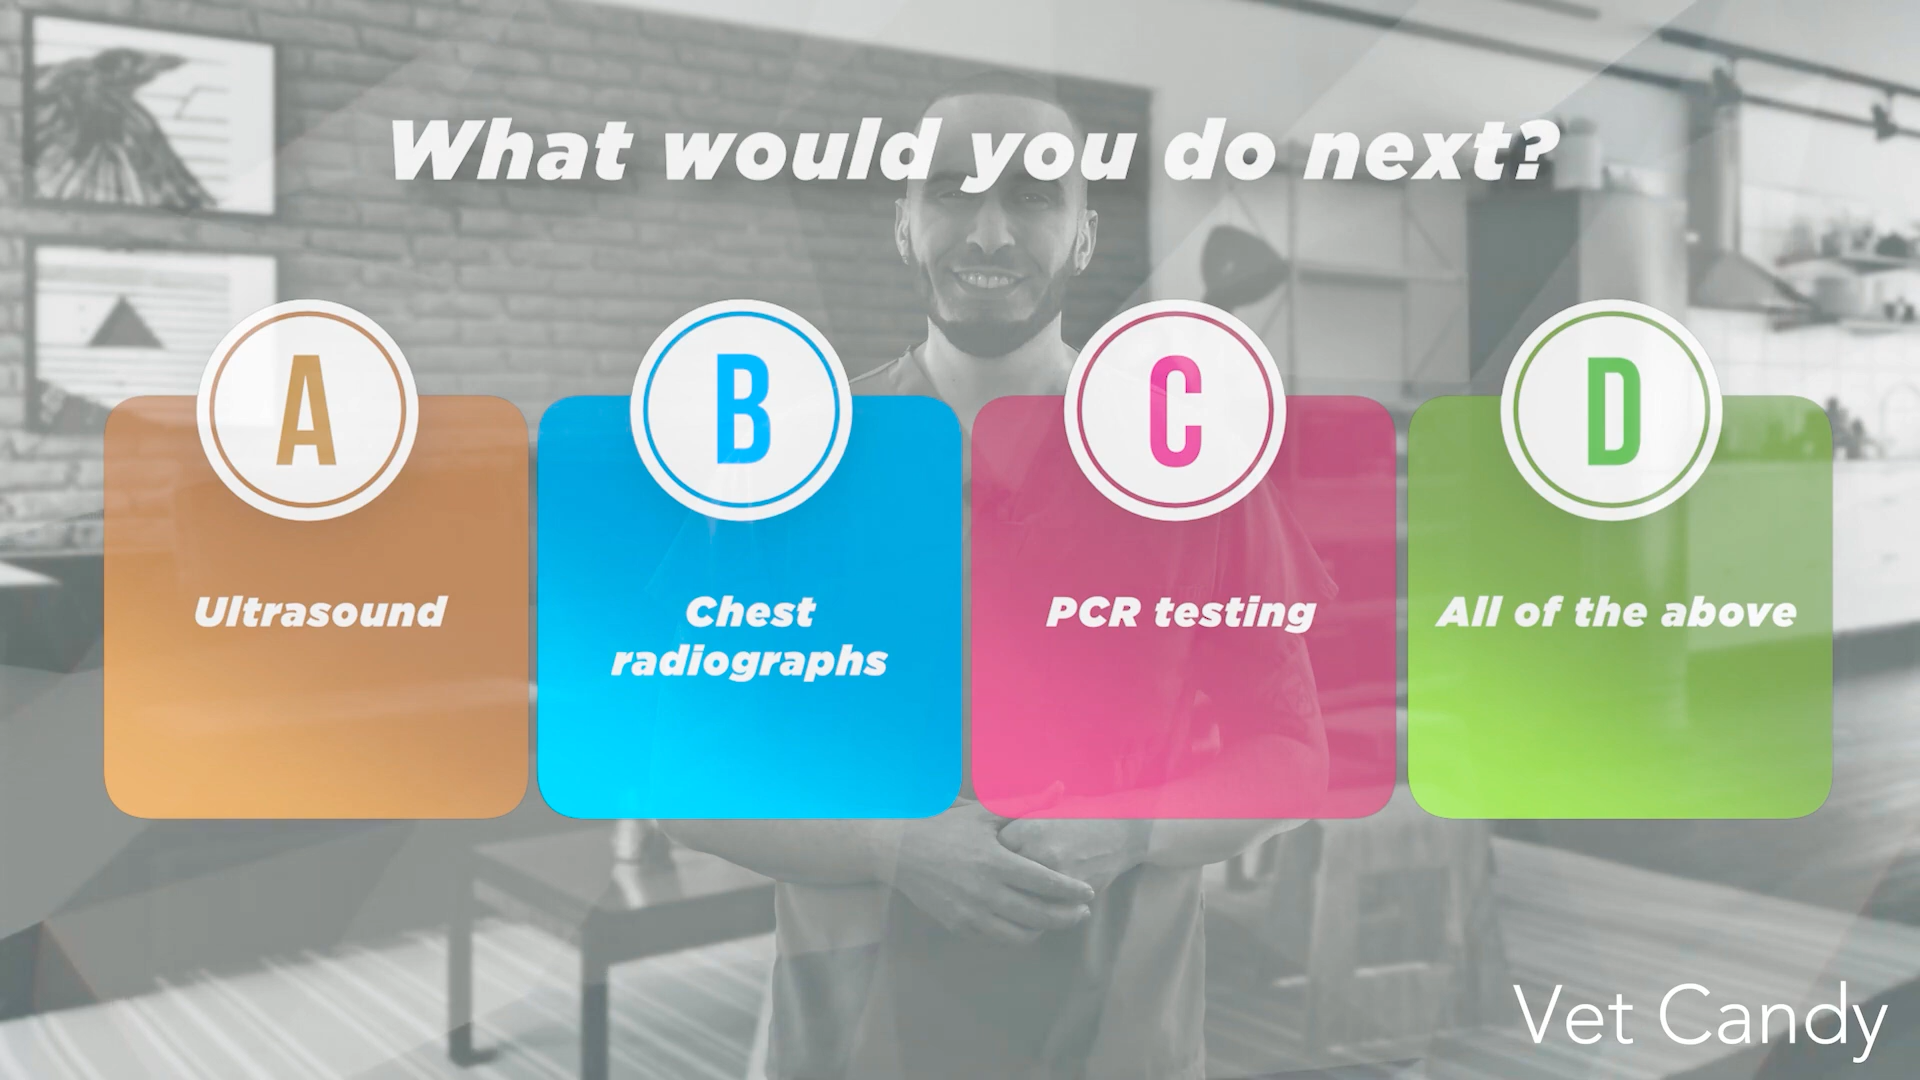 What would you do next?
A
B
C
D
Ultrasound
Chest
radiographs
PCR testing
All of the above
Vet Candy